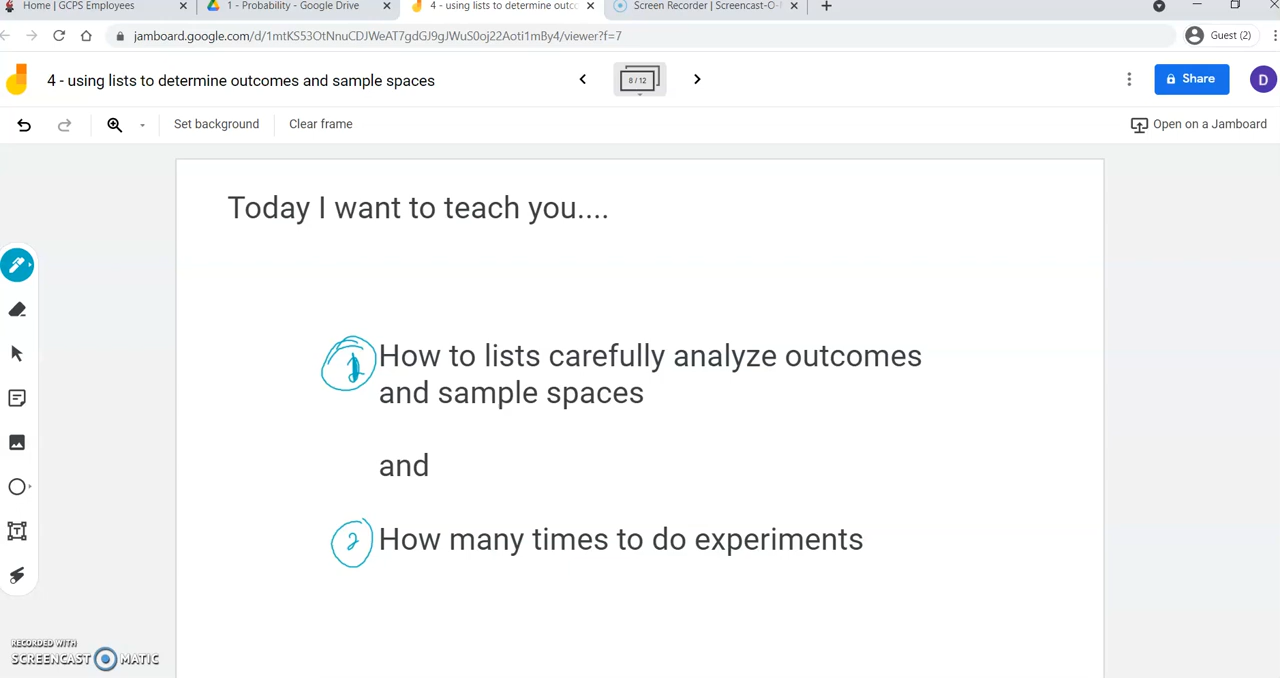 Home | GCPS Employees
1 - Probability - Google Drive
4 - using lists to determine outco
Screen Recorder | Screencast-O-
jamboard.google.com/d/1mtKS53OtNnuCDJWeAT7gdGJ9gJWuS0oj22Aoti1mBy4/viewer?f=7
Guest (2)
4 - using lists to determine outcomes and sample spaces
8 / 12
Share
D
Set background
Clear frame
Open on a Jamboard
Today I want to teach you....
1 How to lists carefully analyze outcomes
and sample spaces
and
2 How many times to do experiments
RECORDED WITH
SCREENCAST MATIC